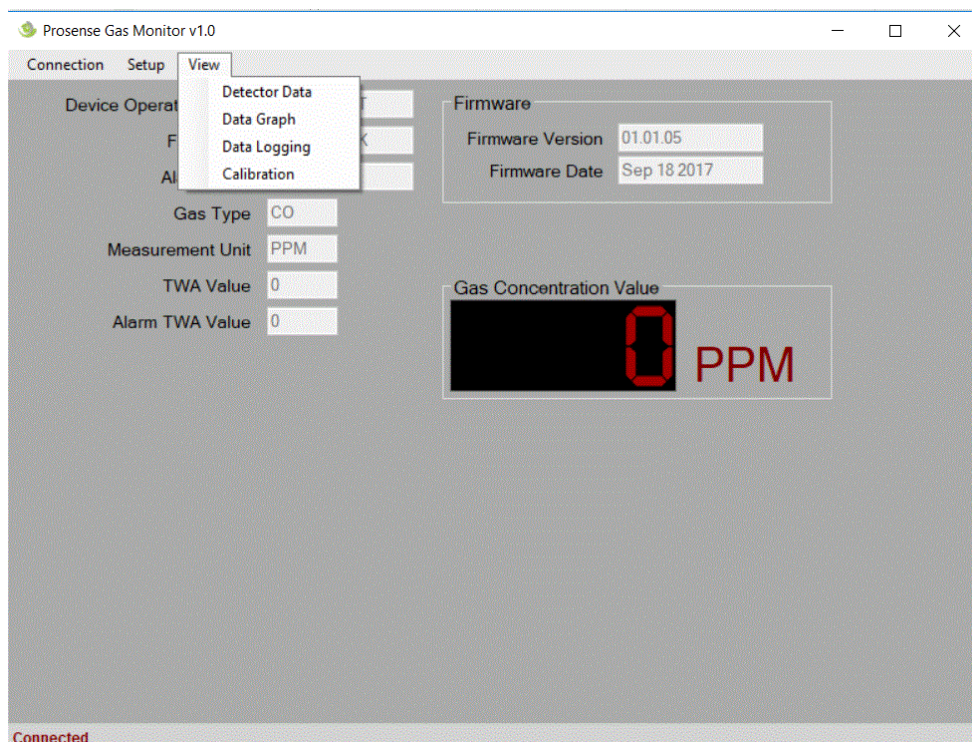 Prosense Gas Monitor v1.0
Connection Setup View
Detector Data
Data Graph
Data Logging
Calibration
Device
Gas Type CO
Measurement Unit PPM
TWA Value 0
Alarm TWA Value 0
Firmware
Firmware Version 01.01.05
Firmware Date Sep 18 2017
Gas Concentration Value
0 PPM
Connected